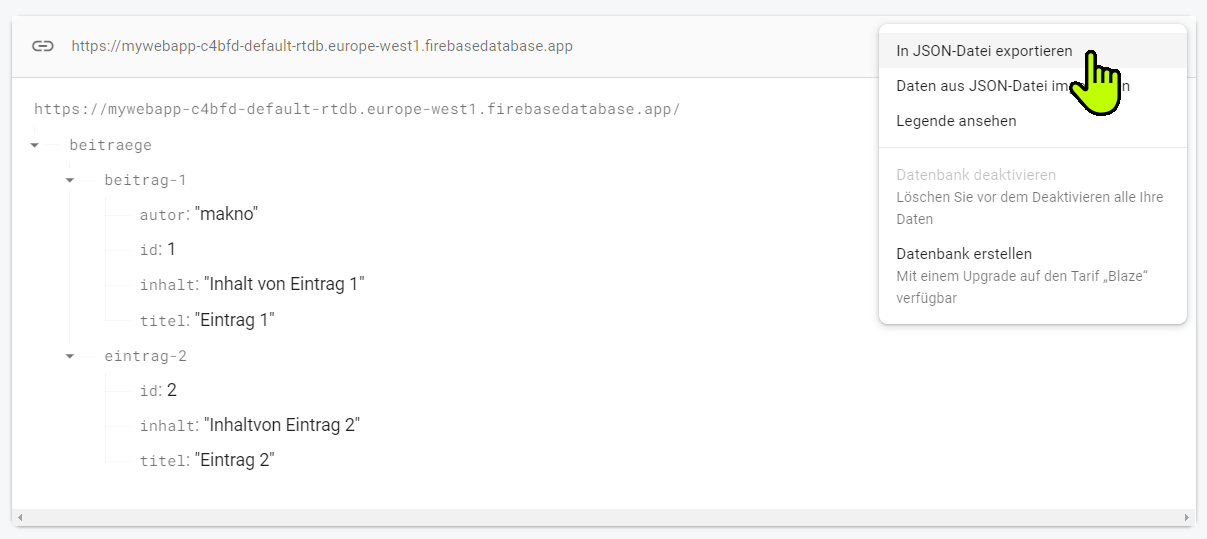 https://mywebapp-c4bfd-default-rtdb.europe-west1.firebasedatabase.app
In JSON-Datei exportieren
Daten aus JSON-Datei
Legende ansehen
Datenbank deaktivieren
Löschen Sie vor dem Deaktivieren alle Ihre
Daten
Datenbank erstellen
Mit einem Upgrade auf den Tarif „Blaze“
verfügbar
https://mywebapp-c4bfd-default-rtdb.europe-west1.firebasedatabase.app/
beitraege
beitrag-1
autor: "makno"
id: 1
inhalt: "Inhalt von Eintrag 1"
titel: "Eintrag 1"
eintrag-2
id: 2
inhalt: "Inhaltvon Eintrag 2"
titel: "Eintrag 2"